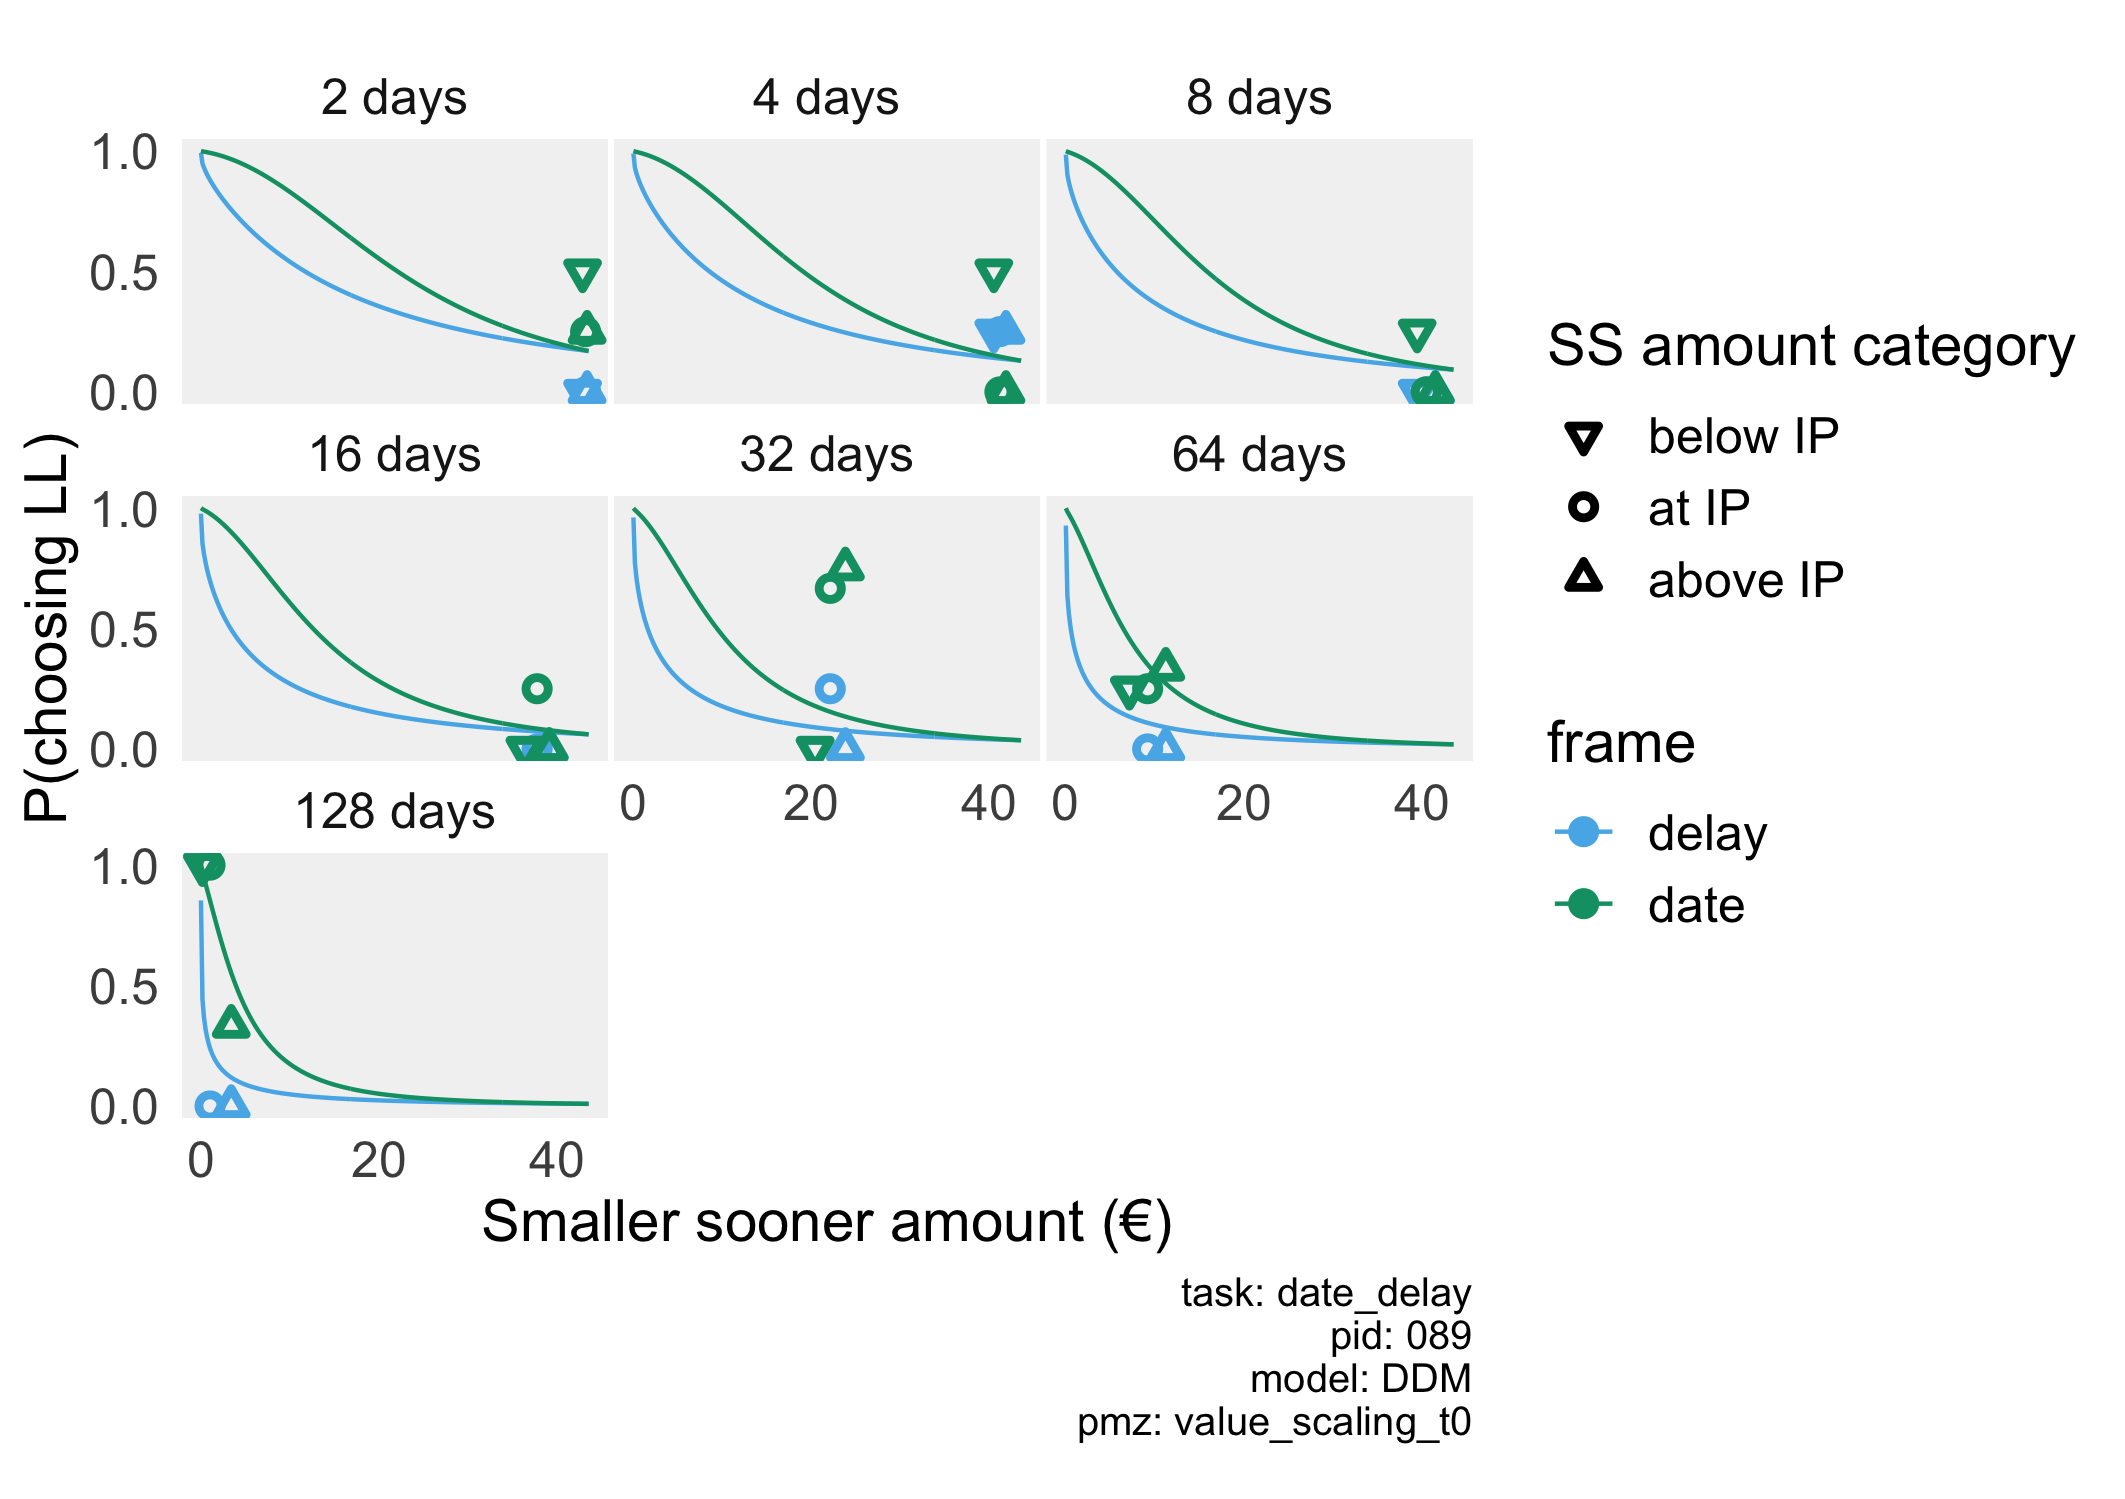 2 days
4 days
8 days
1.0
0.5
0.0
16 days
32 days
64 days
1.0
0.5
0.0
0
20
40
0
20
40
128 days
1.0
0.5
0.0
0
20
40
P(choosing LL)
Smaller sooner amount (€)
SS amount category
below IP
at IP
above IP
frame
delay
date
task: date_delay
pid: 089
model: DDM
pmz: value_scaling_t0